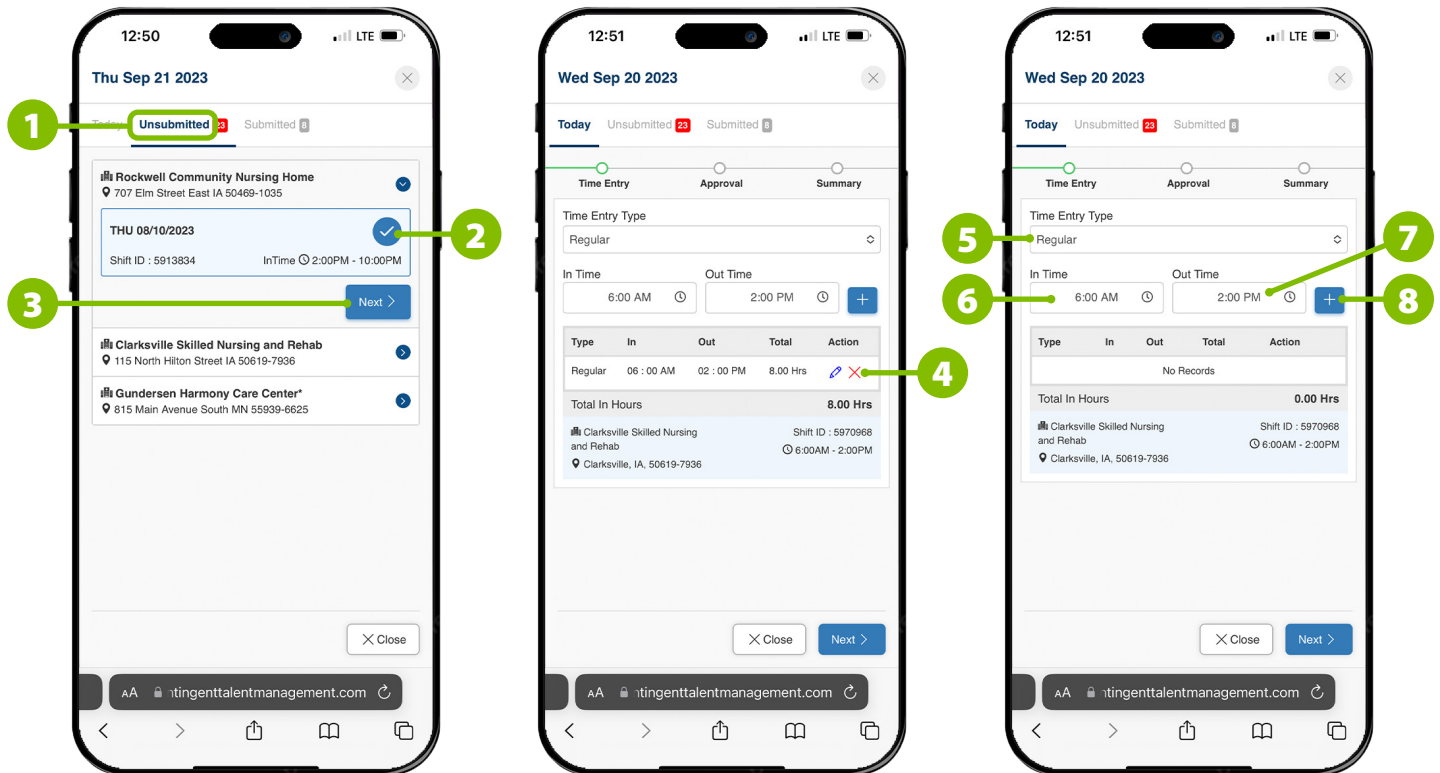 12:50
LTE
Thu Sep 21 2023
Today Unsubmitted 23 Submitted 8
1
Rockwell Community Nursing Home
707 Elm Street East IA 50469-1035
THU 08/10/2023
2
Shift ID : 5913834 InTime 2:00PM - 10:00PM
3
Next >
Clarksville Skilled Nursing and Rehab
115 North Hilton Street IA 50619-7936
Gundersen Harmony Care Center*
815 Main Avenue South MN 55939-6625
Close
AA ntingenttalentmanagement.com
12:51
LTE
Wed Sep 20 2023
Today Unsubmitted 23 Submitted 8
Time Entry Approval Summary
Time Entry Type
Regular
In Time Out Time
6:00 AM 2:00 PM +
Type In Out Total Action
Regular 06 : 00 AM 02 : 00 PM 8.00 Hrs
4
Total In Hours 8.00 Hrs
Clarksville Skilled Nursing Shift ID : 5970968
and Rehab 6:00AM - 2:00PM
Clarksville, IA, 50619-7936
Close Next >
AA ntingenttalentmanagement.com
12:51
LTE
Wed Sep 20 2023
Today Unsubmitted 23 Submitted 8
Time Entry Approval Summary
Time Entry Type
5
Regular
7
In Time Out Time
6
6:00 AM 2:00 PM +
8
Type In Out Total Action
No Records
Total In Hours 0.00 Hrs
Clarksville Skilled Nursing Shift ID : 5970968
and Rehab 6:00AM - 2:00PM
Clarksville, IA, 50619-7936
Close Next >
AA ntingenttalentmanagement.com